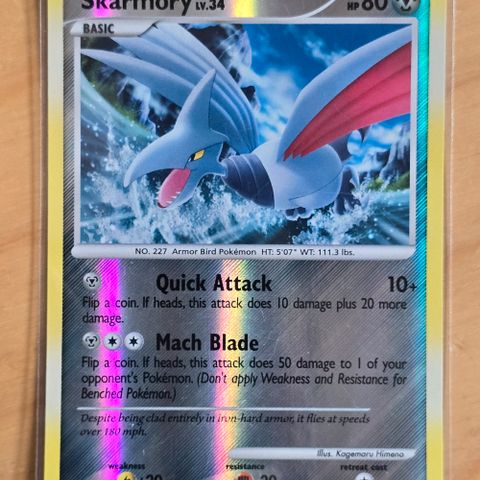 Skarmory LV.34 HP 80
BASIC
NO. 227 Armor Bird Pokémon HT: 5'07" WT: 111.3 lbs.
Quick Attack 10+
Flip a coin. If heads, this attack does 10 damage plus 20 more
damage.
Mach Blade
Flip a coin. If heads, this attack does 50 damage to 1 of your
opponent's Pokémon. (Don't apply Weakness and Resistance for
Benched Pokémon.)
Despite being clad entirely in iron-hard armor, it flies at speeds
over 180 mph.
Illus. Kagemaru Himeno
weakness resistance retreat cost